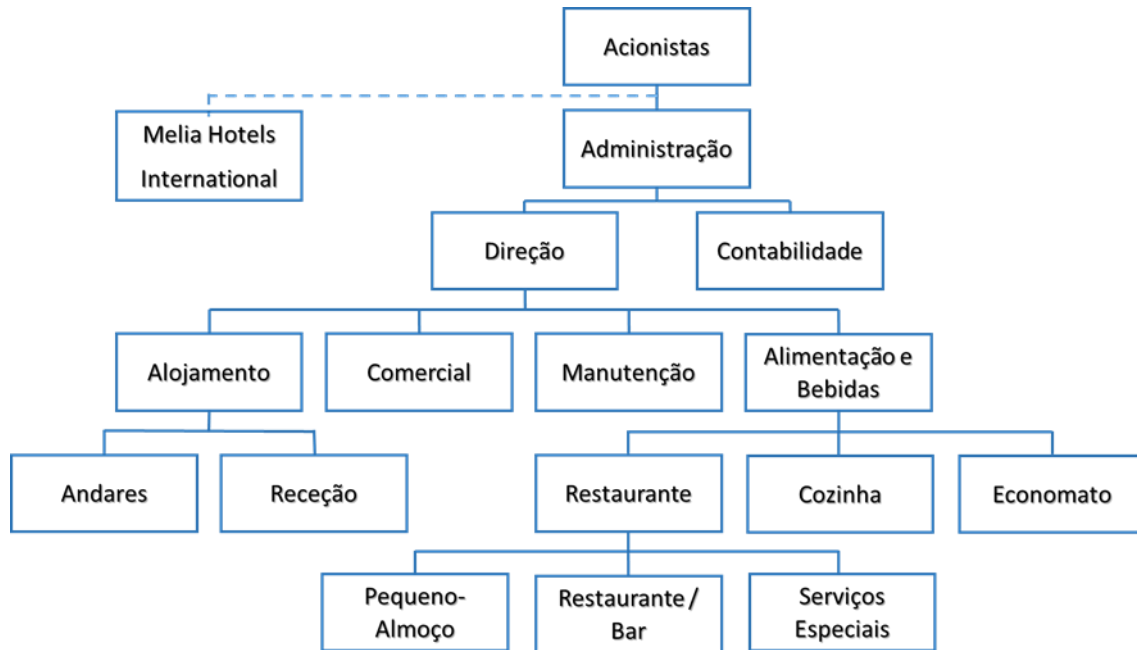 Acionistas
Melia Hotels
International
Administração
Direção
Contabilidade
Alojamento
Comercial
Manutenção
Alimentação e
Bebidas
Andares
Receção
Restaurante
Cozinha
Economato
Pequeno-
Almoço
Restaurante /
Bar
Serviços
Especiais